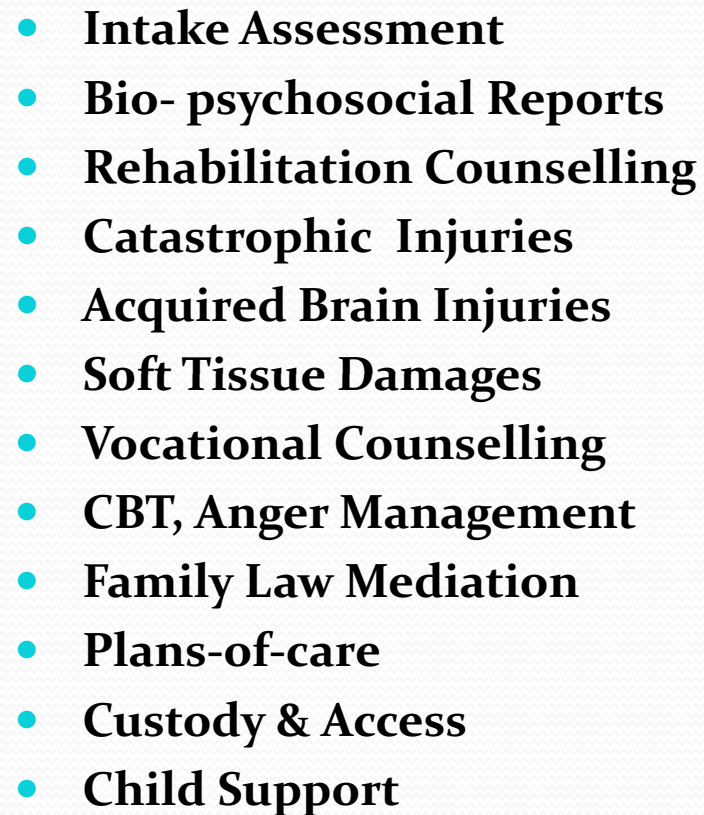 • Intake Assessment
• Bio- psychosocial Reports
• Rehabilitation Counselling
• Catastrophic  Injuries
• Acquired Brain Injuries
• Soft Tissue Damages
• Vocational Counselling
• CBT, Anger Management
• Family Law Mediation
• Plans-of-care
• Custody & Access
• Child Support